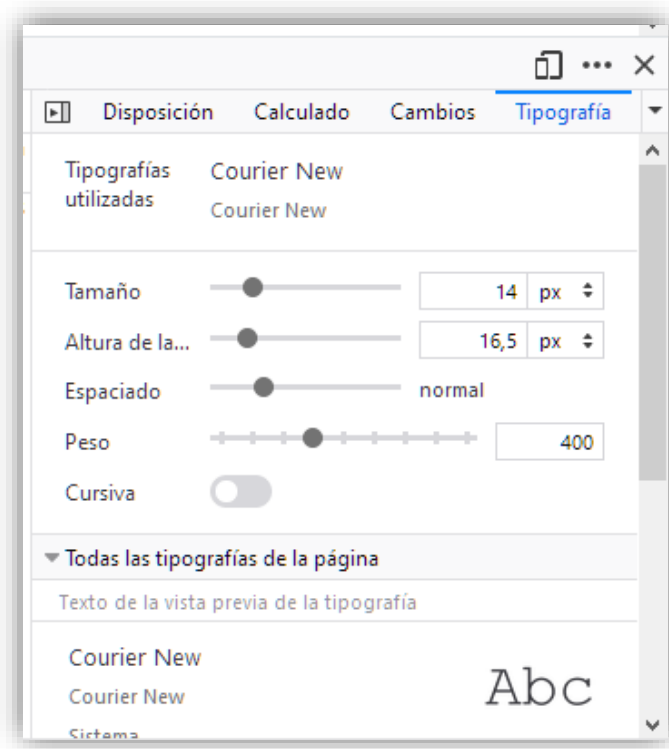 Disposición Calculado Cambios Tipografía
Tipografías utilizadas Courier New
Courier New
Tamaño 14 px
Altura de la... 16,5 px
Espaciado normal
Peso 400
Cursiva
Todas las tipografías de la página
Texto de la vista previa de la tipografía
Courier New
Courier New
Abc
Sistema